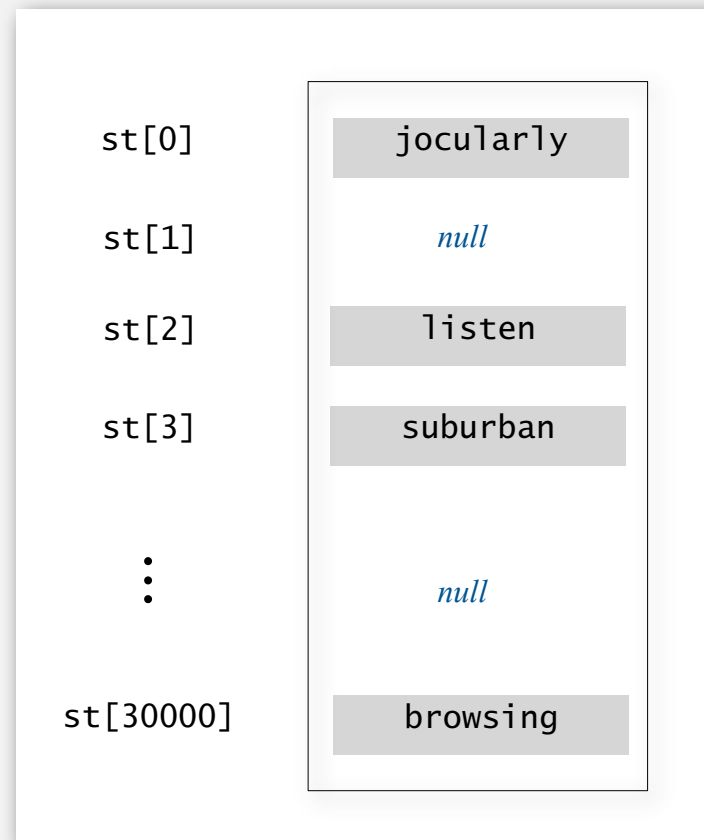 st[0] jocularly
st[1] null
st[2] listen
st[3] suburban
⋮ null
st[30000] browsing